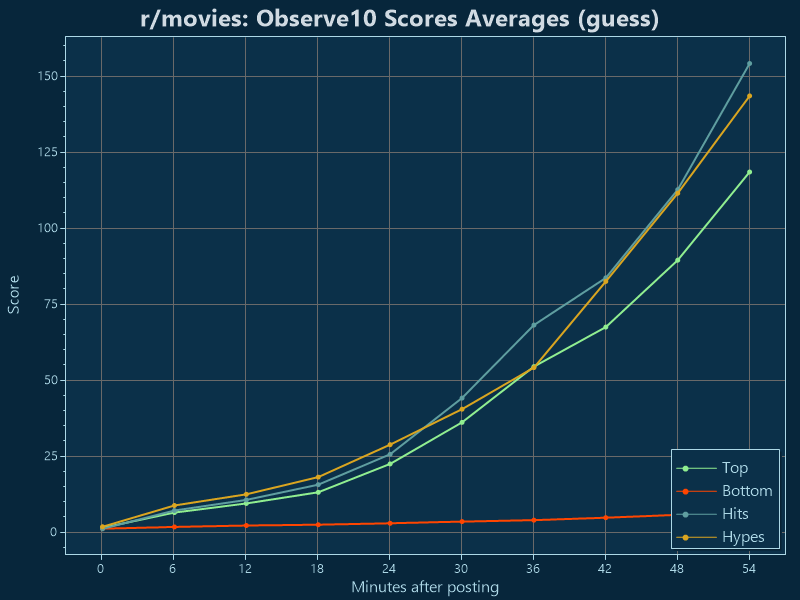 r/movies: Observe10 Scores Averages (guess)
150
125
100
75
50
25
0
Score
Top
Bottom
Hits
Hypes
0 6 12 18 24 30 36 42 48 54
Minutes after posting